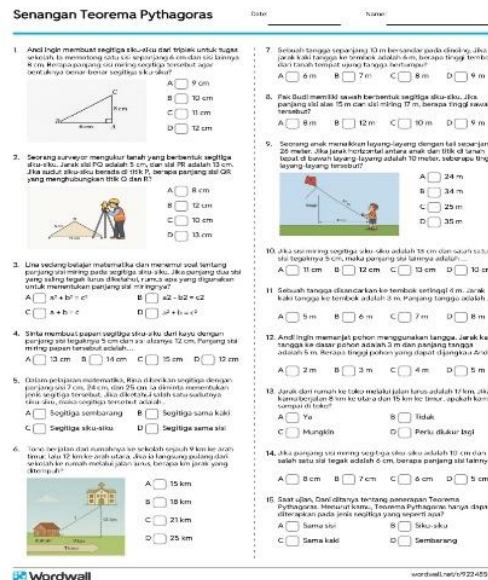 Senangan Teorema Pythagoras
Date:
Name:
1. Andi ingin membuat segitiga siku-siku dari triplek untuk tugas
sekolah. Ia memotong satu sisi sepanjang 6 cm dan sisi lainnya
8 cm. Berapa panjang sisi miring segitiga tersebut agar
bentuknya benar-benar segitiga siku-siku?
A 9 cm
B 10 cm
C 11 cm
D 12 cm
C
8 cm
6 cm
A
2. Seorang surveyor mengukur tanah yang berbentuk segitiga
siku-siku. Jarak sisi PQ adalah 5 cm, dan sisi PR adalah 13 cm.
Jika sudut siku-siku berada di titik P, berapa panjang sisi QR
yang menghubungkan titik Q dan R?
A 8 cm
B 12 cm
C 10 cm
D 13 cm
3. Lina sedang belajar matematika dan menemui soal tentang
panjang sisi miring pada segitiga siku-siku. Jika panjang dua sisi
yang saling tegak lurus diketahui, rumus apa yang digunakan
untuk menentukan panjang sisi miringnya?
A a² + b² = c²
B a2 - b2 = c2
C a + b = c
D a² + b = c²
4. Sinta membuat papan segitiga siku-siku dari kayu dengan
panjang sisi tegaknya 5 cm dan sisi alasnya 12 cm. Panjang sisi
miring papan tersebut adalah....
A 13 cm B 14 cm C 15 cm D 12 cm
5. Dalam pelajaran matematika, Rina diberikan segitiga dengan
panjang sisi 7 cm, 24 cm, dan 25 cm. Ia diminta menentukan
jenis segitiga tersebut. Jika diketahui salah satu sudutnya
siku-siku, maka segitiga tersebut adalah
A Segitiga sembarang
B Segitiga sama kaki
C Segitiga siku-siku
D Segitiga sama sisi
6. Tono berjalan dari rumahnya ke sekolah sejauh 9 km ke arah
timur, lalu 12 km ke arah utara. Jika ia langsung pulang dari
sekolah ke rumah melalui jalan lurus, berapa km jarak yang
ditempuh?
A 15 km
B 18 km
C 21 km
D 25 km
7. Sebuah tangga sepanjang 10 m bersandar pada dinding. Jika
jarak kaki tangga ke tembok adalah 6 m, berapa tinggi tembok
dari tanah tempat ujung tangga bertumpu
A 6 m B 7 m C 8 m D 9 m
8. Pak Budi memiliki sawah berbentuk segitiga siku-siku. Jika
panjang sisi alas 15 m dan sisi miring 17 m, berapa tinggi sawah
tersebut?
A 8 m B 12 m C 10 m D 9 m
9. Seorang anak menaikkan layang-layang dengan tali sepanjang
26 meter. Jika jarak horizontal antara anak dan titik di tanah
tepat di bawah layang-layang adalah 10 meter, seberapa tinggi
layang-layang tersebut?
A 24 m
B 34 m
C 25 m
D 35 m
10. Jika sisi miring segitiga siku-siku adalah 13 cm dan salah satu
sisi tegaknya 5 cm, maka panjang sisi lainnya adalah ...
A 11 cm B 12 cm C 13 cm D 10 cm
11. Sebuah tangga disandarkan ke tembok setinggi 4 m. Jarak
kaki tangga ke tembok adalah 3 m. Panjang tangga adalah
A 5 m B 6 m C 7 m D 8 m
12. Andi ingin memanjat pohon menggunakan tangga. Jarak kaki
tangga ke dasar pohon adalah 3 m dan panjang tangga
adalah 5 m. Berapa tinggi pohon yang dapat dijangkau Andi
A 2 m B 3 m C 4 m D 5 m
13. Jarak dari rumah ke toko melalui jalan lurus adalah 17 km. Jika
kamu berjalan 8 km ke utara dan 15 km ke timur, apakah kamu
sampai di toko?
A Ya
B Tidak
C Mungkin
D Perlu diukur lagi
14. Jika panjang sisi miring segitiga siku-siku adalah 10 cm dan
salah satu sisi tegak adalah 6 cm, berapa panjang sisi lainnya
A 8 cm B 7 cm C 6 cm D 5 cm
15. Saat ujian, Dani ditanya tentang penerapan Teorema
Pythagoras. Menurut kamu, Teorema Pythagoras hanya dapat
diterapkan pada jenis segitiga yang seperti apa?
A Sama sisi
B Siku-siku
C Sama kaki
D Sembarang
Wordwall